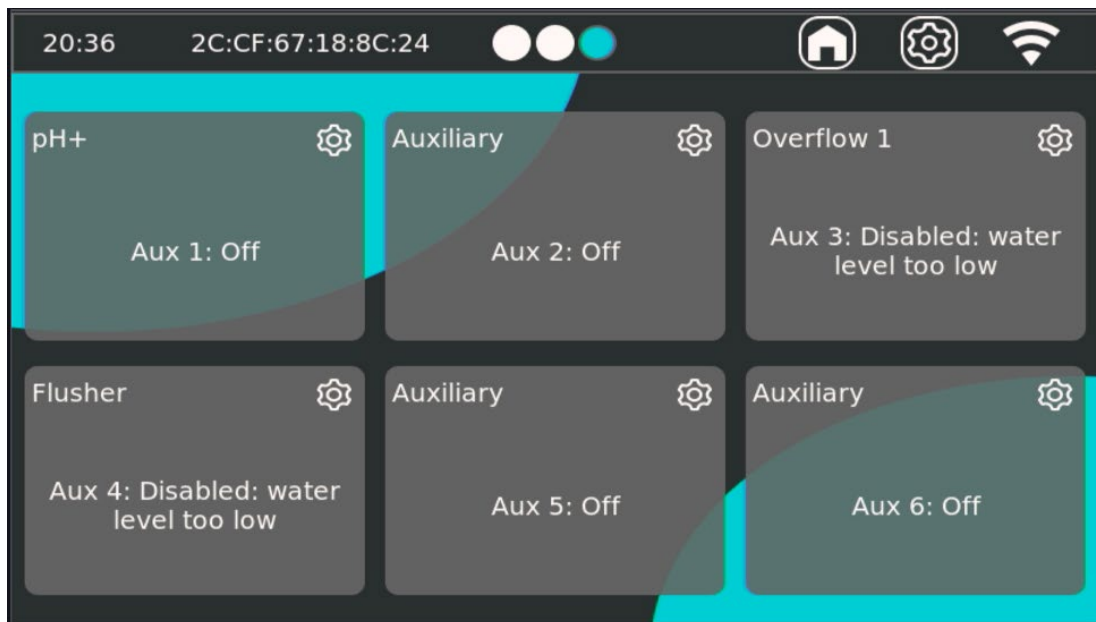 20:36 2C:CF:67:18:8C:24
pH+
Aux 1: Off
Auxiliary
Aux 2: Off
Overflow 1
Aux 3: Disabled: water
level too low
Flusher
Aux 4: Disabled: water
level too low
Auxiliary
Aux 5: Off
Auxiliary
Aux 6: Off